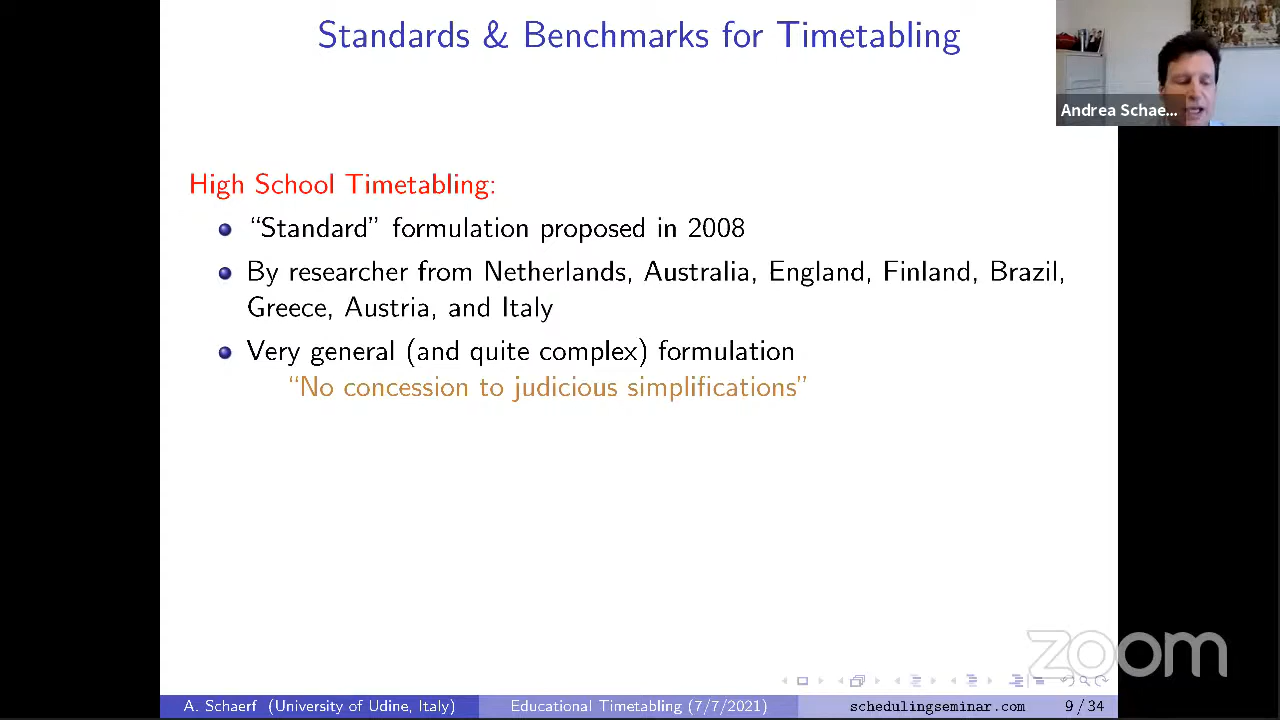 Standards & Benchmarks for Timetabling
Andrea Schae...
High School Timetabling:
“Standard” formulation proposed in 2008
By researcher from Netherlands, Australia, England, Finland, Brazil,
Greece, Austria, and Italy
Very general (and quite complex) formulation
“No concession to judicious simplifications”
zoom
A. Schaerf (University of Udine, Italy) Educational Timetabling (7/7/2021) schedulingseminar.com 9 / 34